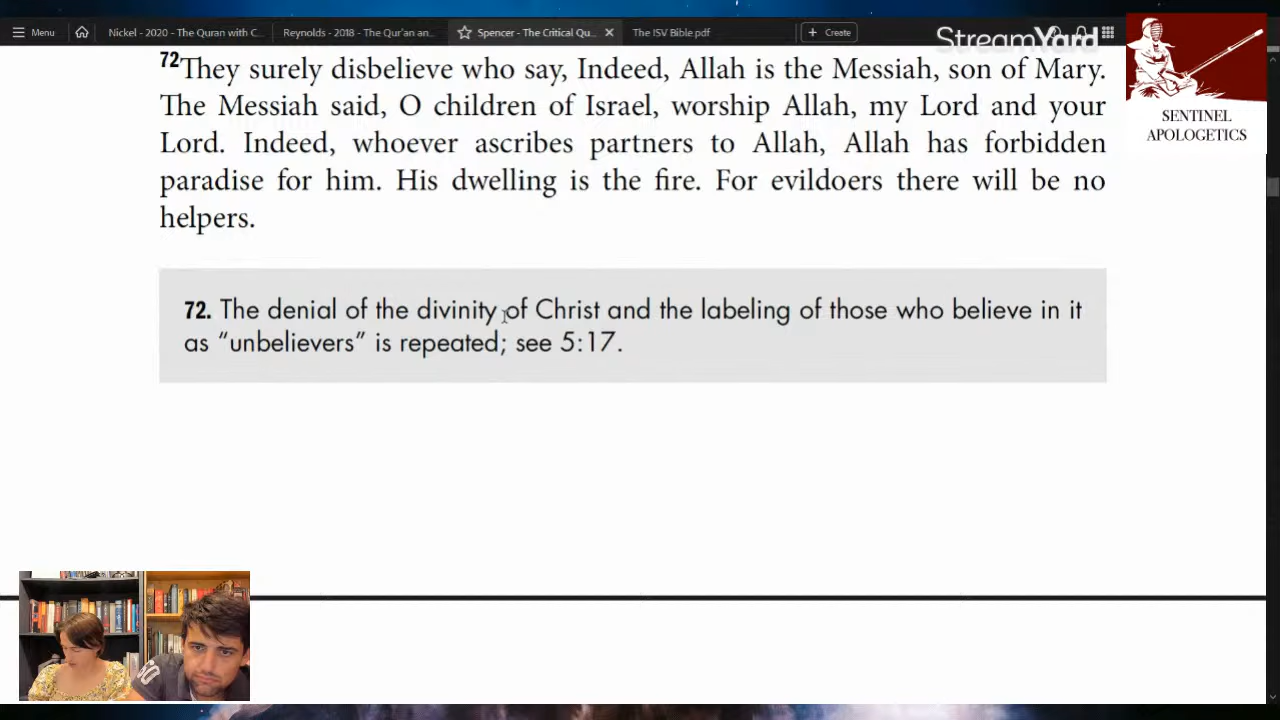 Menu
Nickel - 2020 - The Quran with C...
Reynolds - 2018 - The Qur'an an...
Spencer - The Critical Qu...
The ISV Bible.pdf
+ Create
StreamYard
SENTINEL
APOLOGETICS
72They surely disbelieve who say, Indeed, Allah is the Messiah, son of Mary.
The Messiah said, O children of Israel, worship Allah, my Lord and your
Lord. Indeed, whoever ascribes partners to Allah, Allah has forbidden
paradise for him. His dwelling is the fire. For evildoers there will be no
helpers.
72. The denial of the divinity of Christ and the labeling of those who believe in it
as “unbelievers” is repeated; see 5:17.